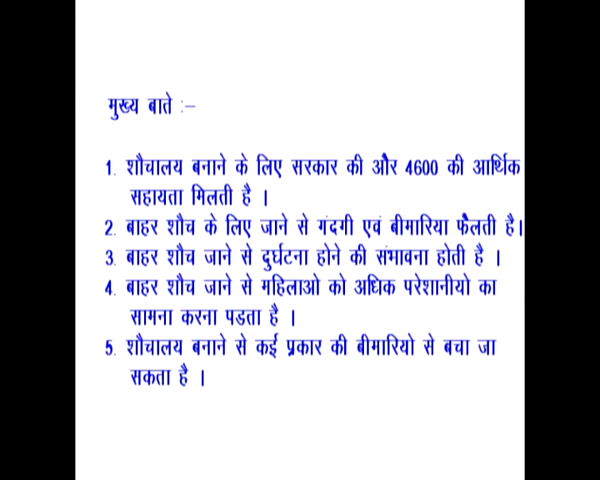 मुख्य बाते :–
1. शौचालय बनाने के लिए सरकार की और 4600 की आर्थिक
सहायता मिलती है ।
2. बाहर शौच के लिए जाने से गंदगी एवं बीमारिया फैलती है।
3. बाहर शौच जाने से दुर्घटना होने की संभावना होती है ।
4. बाहर शौच जाने से महिलाओ को अधिक परेशानीयो का
सामना करना पडता है ।
5. शौचालय बनाने से कई प्रकार की बीमारियो से बचा जा
सकता है ।